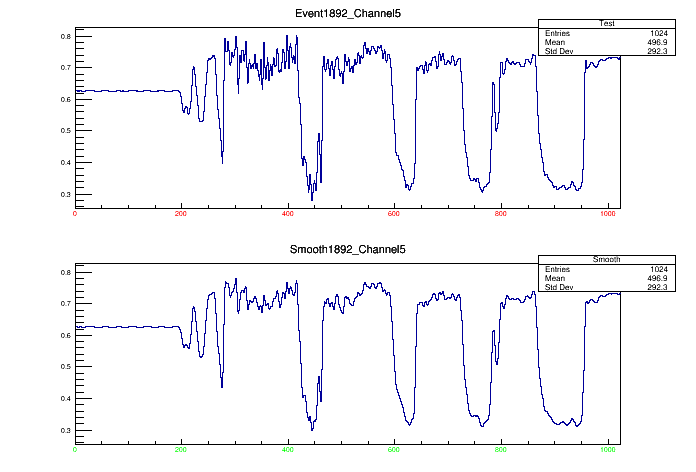 Event1892_Channel5
Test
Entries 1024
Mean 496.9
Std Dev 292.3
0.8
0.7
0.6
0.5
0.4
0.3
0 200 400 600 800 1000
Smooth1892_Channel5
Smooth
Entries 1024
Mean 496.9
Std Dev 292.3
0.8
0.7
0.6
0.5
0.4
0.3
0 200 400 600 800 1000